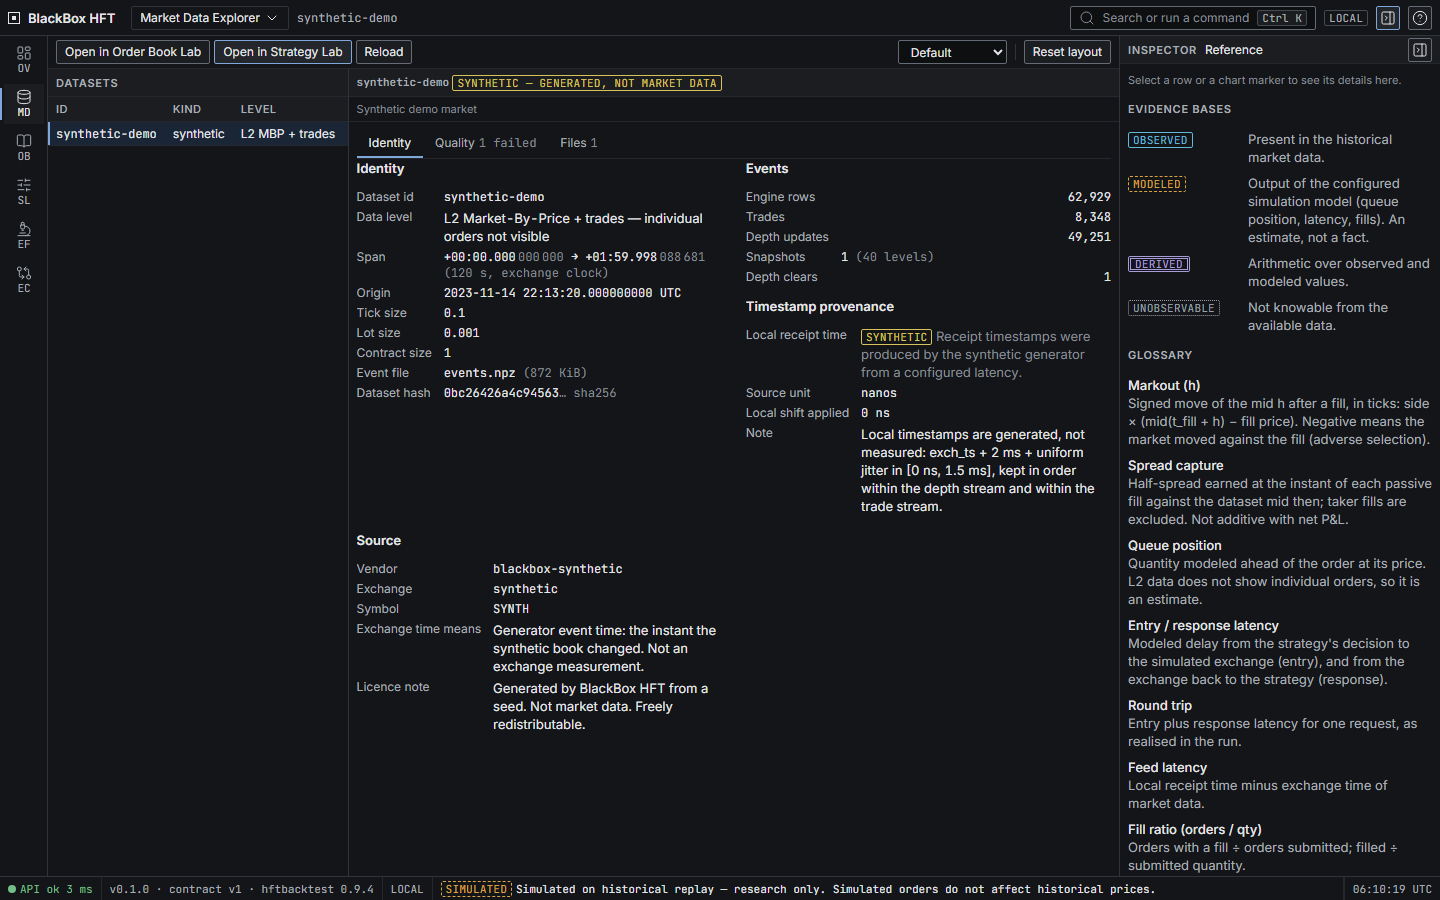 BlackBox HFT
Market Data Explorer
synthetic-demo
Search or run a command Ctrl K
LOCAL
OV
MD
OB
SL
EF
EC
Open in Order Book Lab
Open in Strategy Lab
Reload
Default
Reset layout
DATASETS
ID KIND LEVEL
synthetic-demo synthetic L2 MBP + trades
synthetic-demo SYNTHETIC — GENERATED, NOT MARKET DATA
Synthetic demo market
Identity
Quality 1 failed
Files 1
Identity
Dataset id synthetic-demo
Data level L2 Market-By-Price + trades — individual
orders not visible
Span +00:00.000 000 000 → +01:59.998 088 681
(120 s, exchange clock)
Origin 2023-11-14 22:13:20.000000000 UTC
Tick size 0.1
Lot size 0.001
Contract size 1
Event file events.npz (872 KiB)
Dataset hash 0bc26426a4c94563… sha256
Events
Engine rows 62,929
Trades 8,348
Depth updates 49,251
Snapshots 1 (40 levels)
Depth clears 1
Timestamp provenance
Local receipt time SYNTHETIC Receipt timestamps were
produced by the synthetic generator
from a configured latency.
Source unit nanos
Local shift applied 0 ns
Note Local timestamps are generated, not
measured: exch_ts + 2 ms + uniform
jitter in [0 ns, 1.5 ms], kept in order
within the depth stream and within the
trade stream.
Source
Vendor blackbox-synthetic
Exchange synthetic
Symbol SYNTH
Exchange time means Generator event time: the instant the
synthetic book changed. Not an
exchange measurement.
Licence note Generated by BlackBox HFT from a
seed. Not market data. Freely
redistributable.
INSPECTOR Reference
Select a row or a chart marker to see its details here.
EVIDENCE BASES
OBSERVED Present in the historical
market data.
MODELED Output of the configured
simulation model (queue
position, latency, fills). An
estimate, not a fact.
DERIVED Arithmetic over observed and
modeled values.
UNOBSERVABLE Not knowable from the
available data.
GLOSSARY
Markout (h)
Signed move of the mid h after a fill, in ticks: side
× (mid(t_fill + h) − fill price). Negative means the
market moved against the fill (adverse selection).
Spread capture
Half-spread earned at the instant of each passive
fill against the dataset mid then; taker fills are
excluded. Not additive with net P&L.
Queue position
Quantity modeled ahead of the order at its price.
L2 data does not show individual orders, so it is
an estimate.
Entry / response latency
Modeled delay from the strategy's decision to
the simulated exchange (entry), and from the
exchange back to the strategy (response).
Round trip
Entry plus response latency for one request, as
realised in the run.
Feed latency
Local receipt time minus exchange time of
market data.
Fill ratio (orders / qty)
Orders with a fill ÷ orders submitted; filled ÷
submitted quantity.
API ok 3 ms
v0.1.0 · contract v1 · hftbacktest 0.9.4
LOCAL
SIMULATED Simulated on historical replay — research only. Simulated orders do not affect historical prices.
06:10:19 UTC